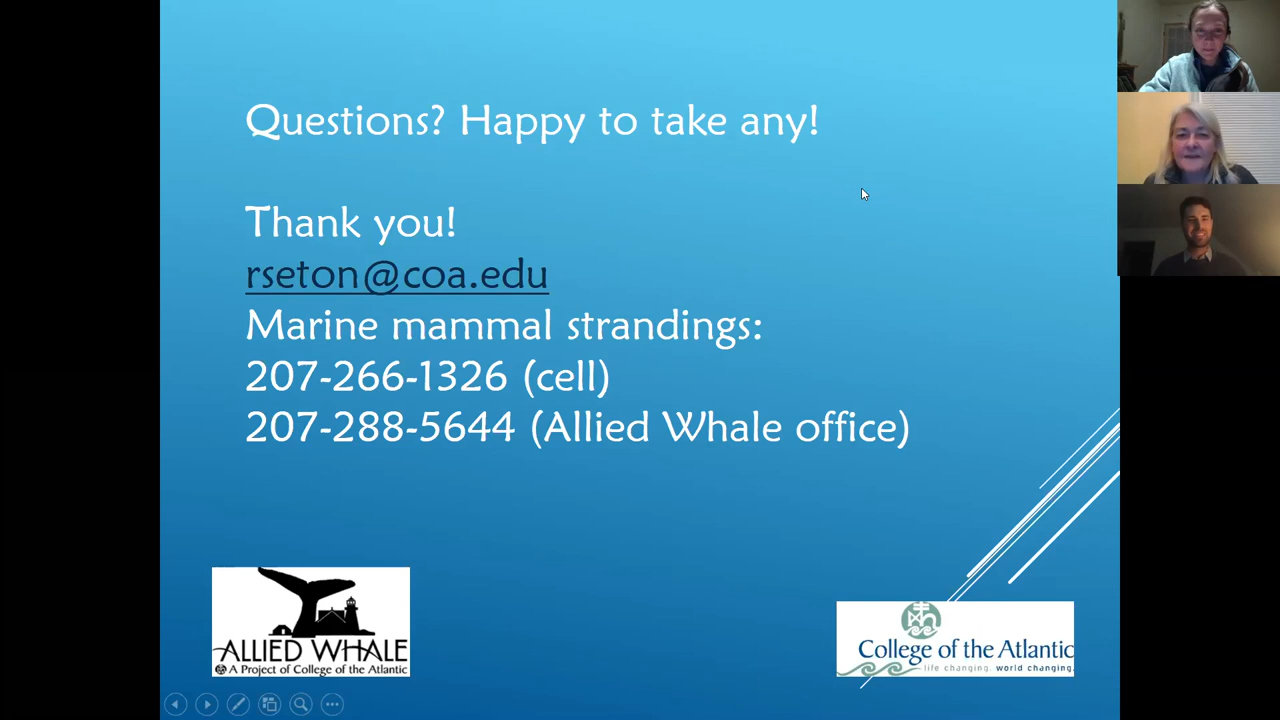 Questions? Happy to take any!
Thank you!
rseton@coa.edu
Marine mammal strandings:
207-266-1326 (cell)
207-288-5644 (Allied Whale office)
ALLIED WHALE
A Project of College of the Atlantic
College of the Atlantic
life changing. world changing.